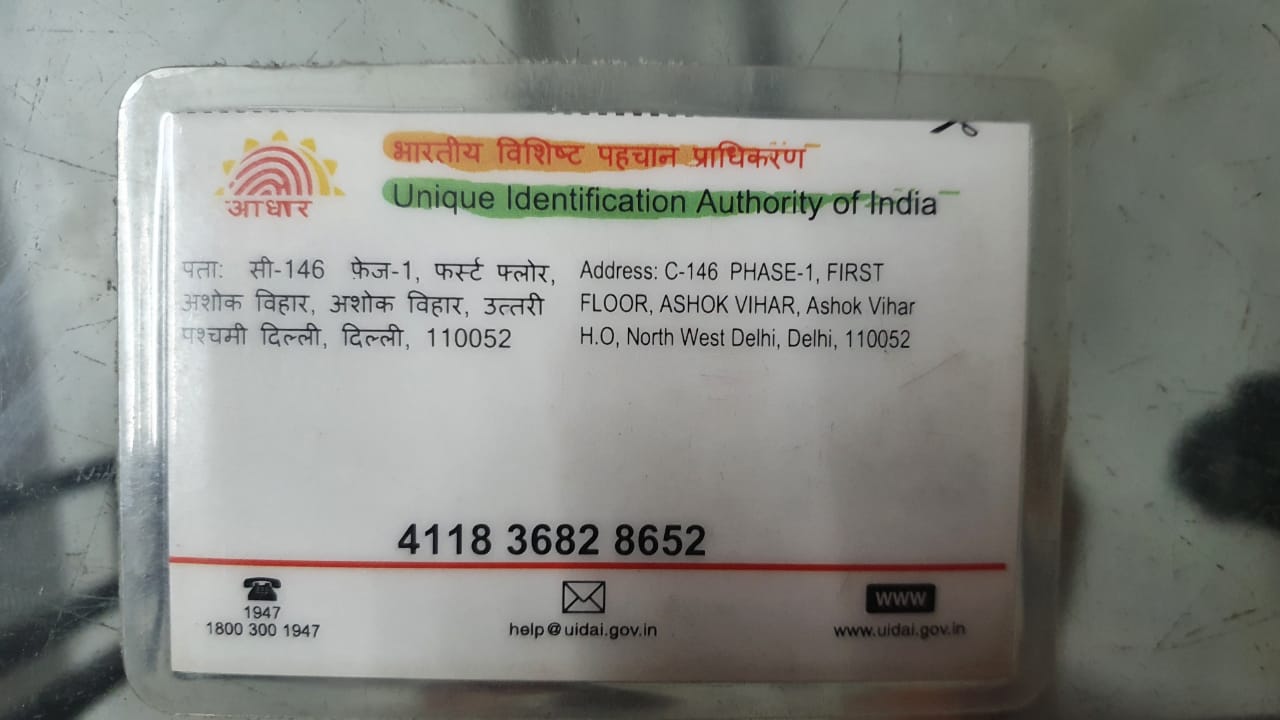 आधार
भारतीय विशिष्ट पहचान प्राधिकरण
Unique Identification Authority of India
पता: सी-146 फ़ेज-1, फर्स्ट फ्लोर,
अशोक विहार, अशोक विहार, उत्तरी
पश्चमी दिल्ली, दिल्ली, 110052
Address: C-146 PHASE-1, FIRST
FLOOR, ASHOK VIHAR, Ashok Vihar
H.O, North West Delhi, Delhi, 110052
4118 3682 8652
1947
1800 300 1947
help@uidai.gov.in
WWW
www.uidai.gov.in